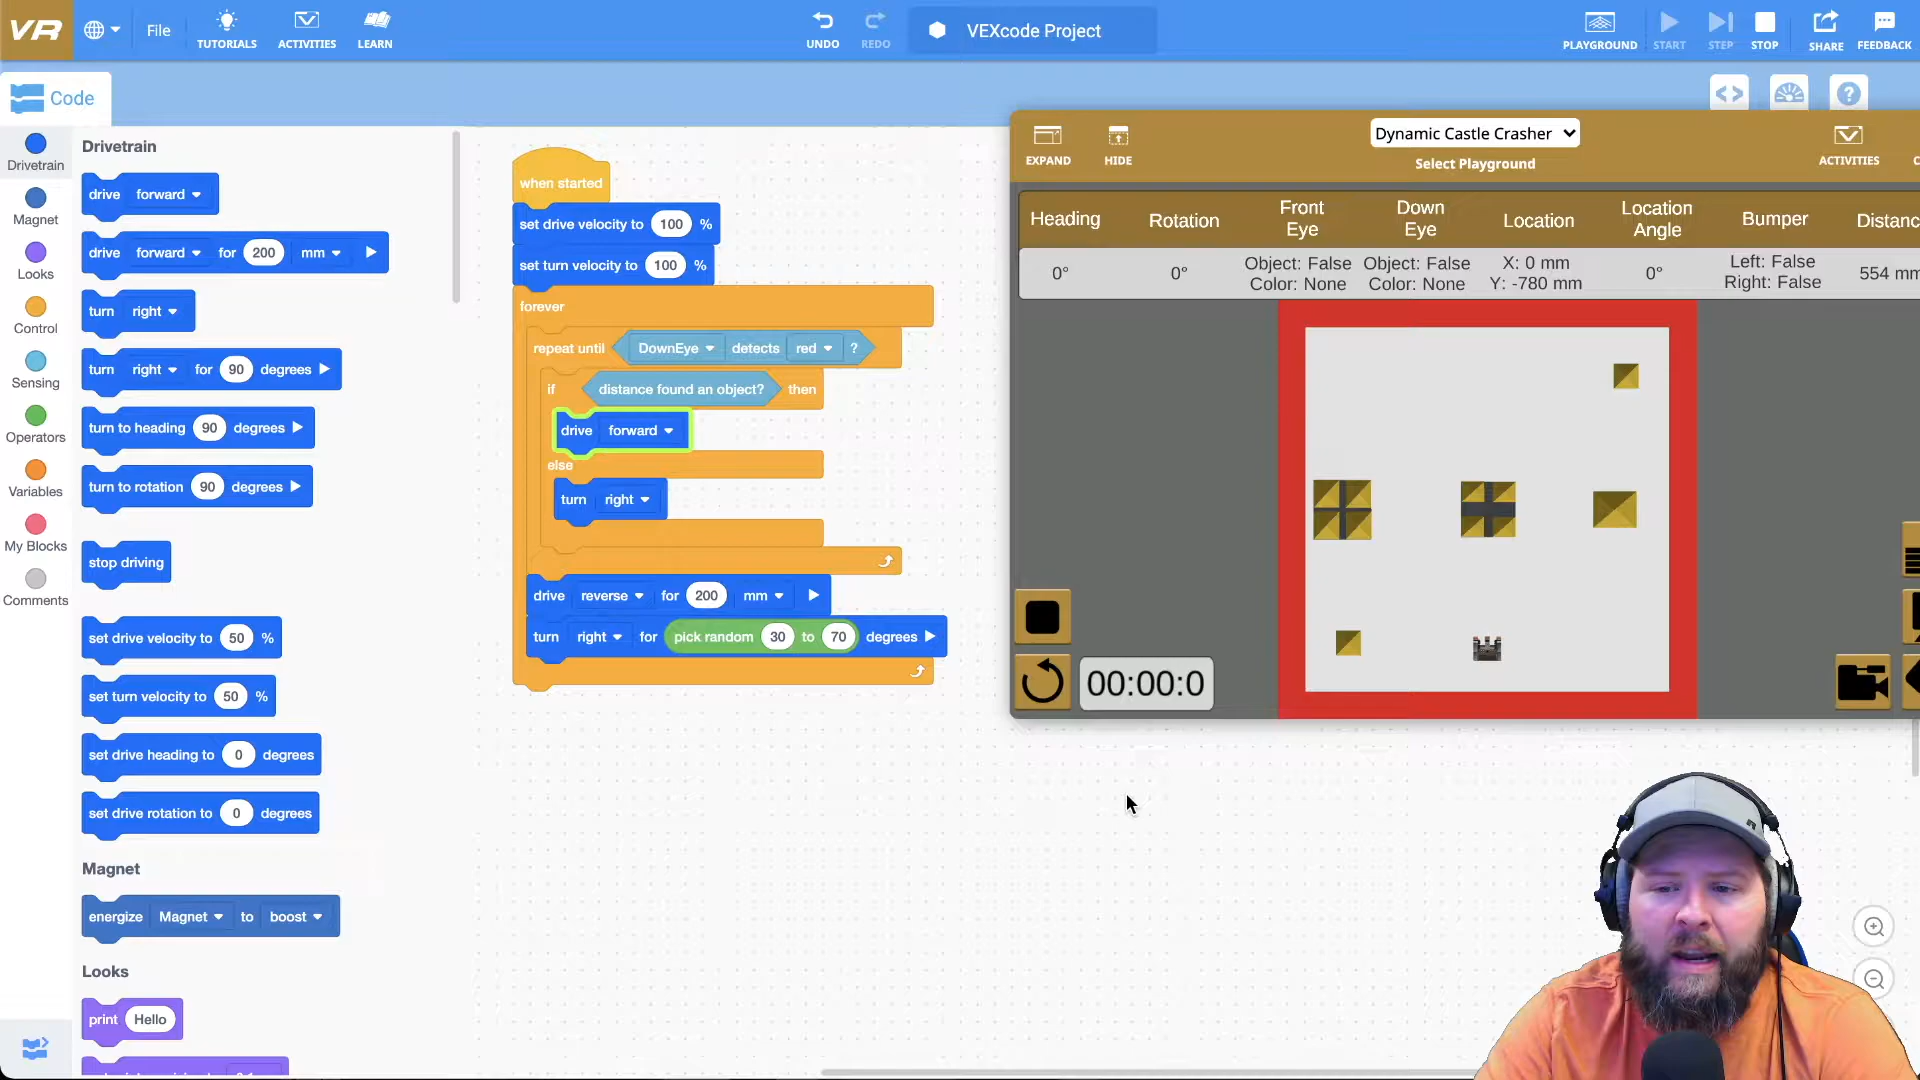 VR
File
TUTORIALS
ACTIVITIES
LEARN
UNDO
REDO
VEXcode Project
PLAYGROUND
START
STEP
STOP
SHARE
FEEDBACK
Code
Drivetrain
Magnet
Looks
Control
Sensing
Operators
Variables
My Blocks
Comments
Drivetrain
drive forward
drive forward for 200 mm
turn right
turn right for 90 degrees
turn to heading 90 degrees
turn to rotation 90 degrees
stop driving
set drive velocity to 50 %
set turn velocity to 50 %
set drive heading to 0 degrees
set drive rotation to 0 degrees
Magnet
energize Magnet to boost
Looks
print Hello
when started
set drive velocity to 100 %
set turn velocity to 100 %
forever
repeat until DownEye detects red ?
if distance found an object? then
drive forward
else
turn right
drive reverse for 200 mm
turn right for pick random 30 to 70 degrees
EXPAND
HIDE
Dynamic Castle Crasher
Select Playground
ACTIVITIES
Heading
Rotation
Front Eye
Down Eye
Location
Location Angle
Bumper
Distanc
0°
0°
Object: False
Color: None
Object: False
Color: None
X: 0 mm
Y: -780 mm
0°
Left: False
Right: False
554 mm
00:00:0